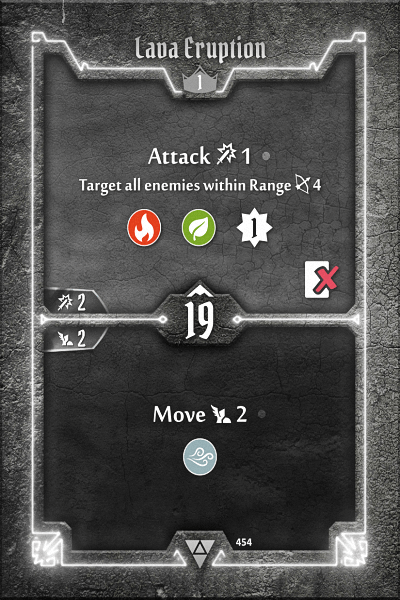 Lava Eruption
1
Attack 1
Target all enemies within Range 4
1
2
19
2
Move 2
454